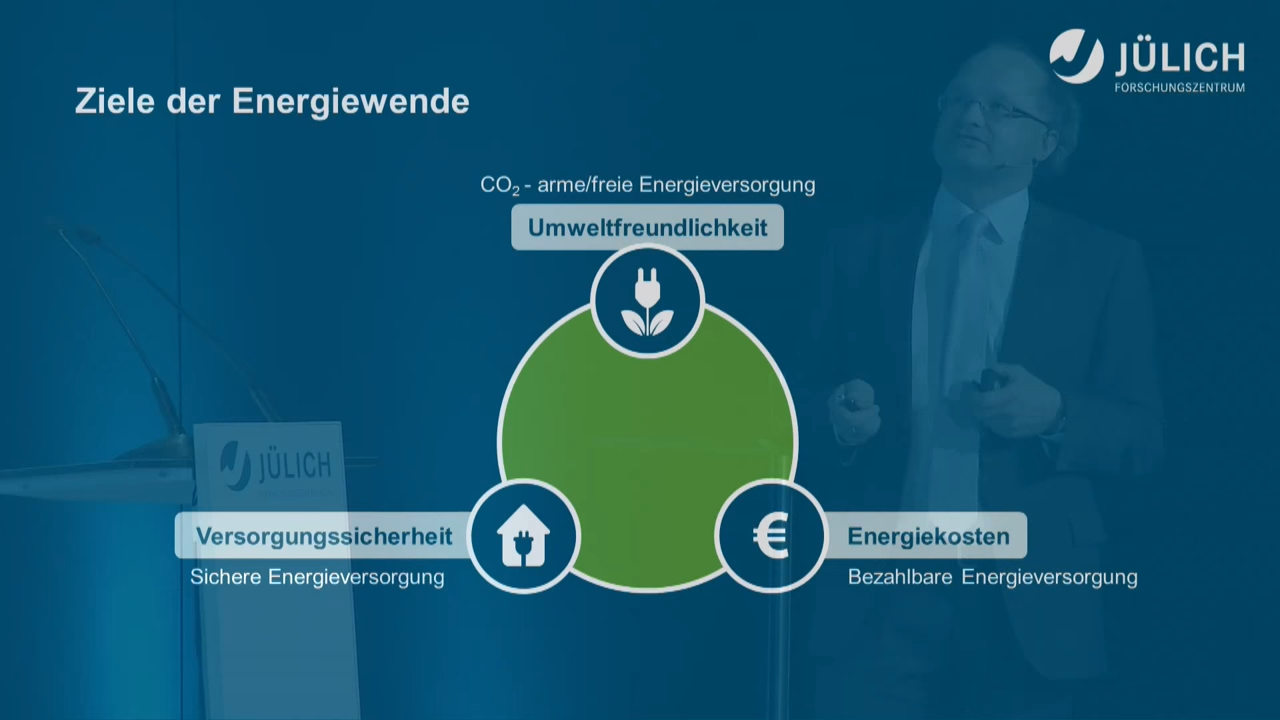 JÜLICH
FORSCHUNGSZENTRUM
Ziele der Energiewende
CO₂ - arme/freie Energieversorgung
Umweltfreundlichkeit
JÜLICH
Versorgungssicherheit
Sichere Energieversorgung
€
Energiekosten
Bezahlbare Energieversorgung